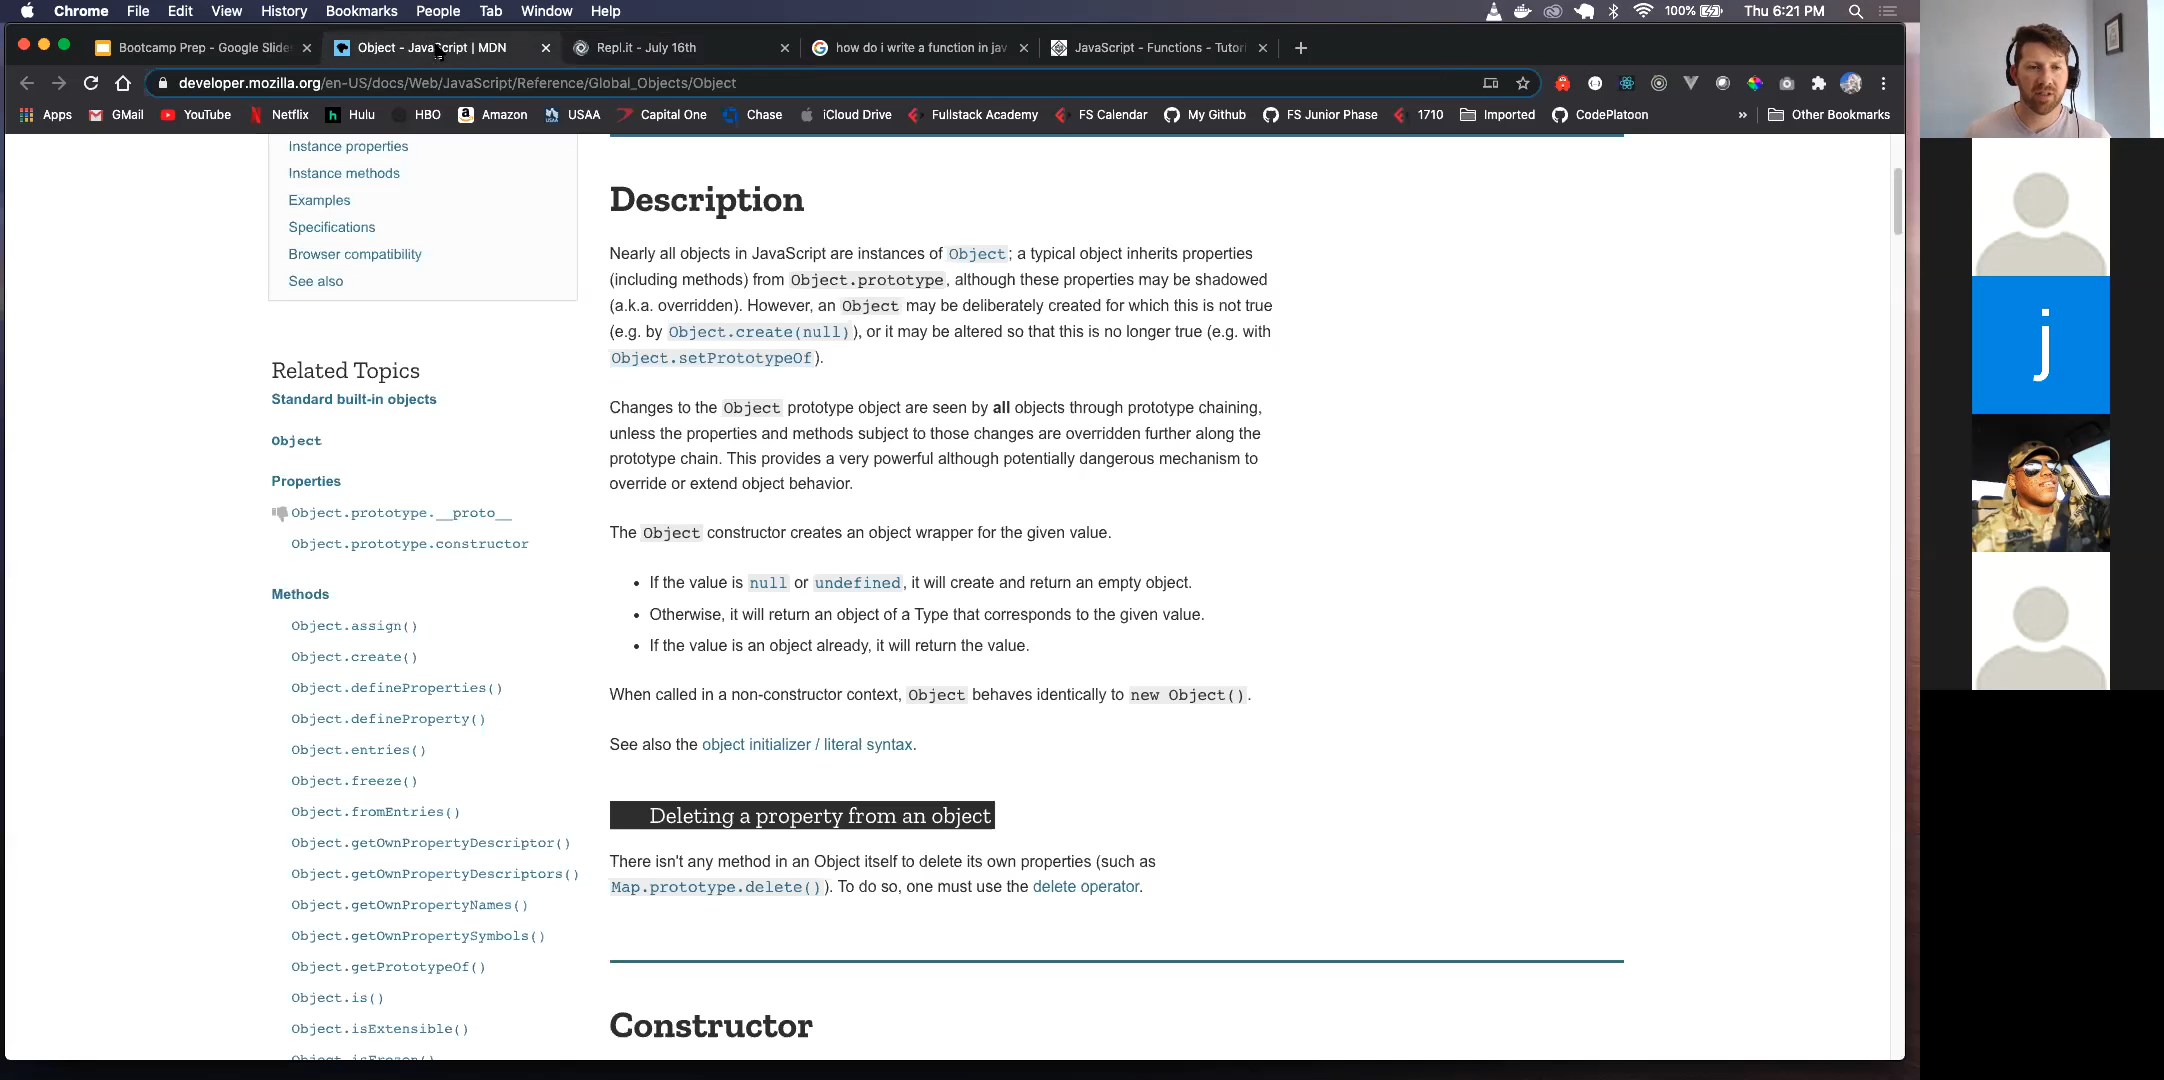 Chrome File Edit View History Bookmarks People Tab Window Help 100% Thu 6:21 PM
Bootcamp Prep - Google Slide
Object - JavaScript | MDN
Repl.it - July 16th
how do i write a function in jav
JavaScript - Functions - Tutor
developer.mozilla.org/en-US/docs/Web/JavaScript/Reference/Global_Objects/Object
Apps GMail YouTube Netflix Hulu HBO Amazon USAA Capital One Chase iCloud Drive Fullstack Academy FS Calendar My Github FS Junior Phase 1710 Imported CodePlatoon » Other Bookmarks
Instance properties
Instance methods
Examples
Specifications
Browser compatibility
See also
Related Topics
Standard built-in objects
Object
Properties
Object.prototype.__proto__
Object.prototype.constructor
Methods
Object.assign()
Object.create()
Object.defineProperties()
Object.defineProperty()
Object.entries()
Object.freeze()
Object.fromEntries()
Object.getOwnPropertyDescriptor()
Object.getOwnPropertyDescriptors()
Object.getOwnPropertyNames()
Object.getOwnPropertySymbols()
Object.getPrototypeOf()
Object.is()
Object.isExtensible()
Object.isFrozen()
Description
Nearly all objects in JavaScript are instances of Object; a typical object inherits properties
(including methods) from Object.prototype, although these properties may be shadowed
(a.k.a. overridden). However, an Object may be deliberately created for which this is not true
(e.g. by Object.create(null)), or it may be altered so that this is no longer true (e.g. with
Object.setPrototypeOf).
Changes to the Object prototype object are seen by all objects through prototype chaining,
unless the properties and methods subject to those changes are overridden further along the
prototype chain. This provides a very powerful although potentially dangerous mechanism to
override or extend object behavior.
The Object constructor creates an object wrapper for the given value.
• If the value is null or undefined, it will create and return an empty object.
• Otherwise, it will return an object of a Type that corresponds to the given value.
• If the value is an object already, it will return the value.
When called in a non-constructor context, Object behaves identically to new Object().
See also the object initializer / literal syntax.
Deleting a property from an object
There isn't any method in an Object itself to delete its own properties (such as
Map.prototype.delete()). To do so, one must use the delete operator.
Constructor
j